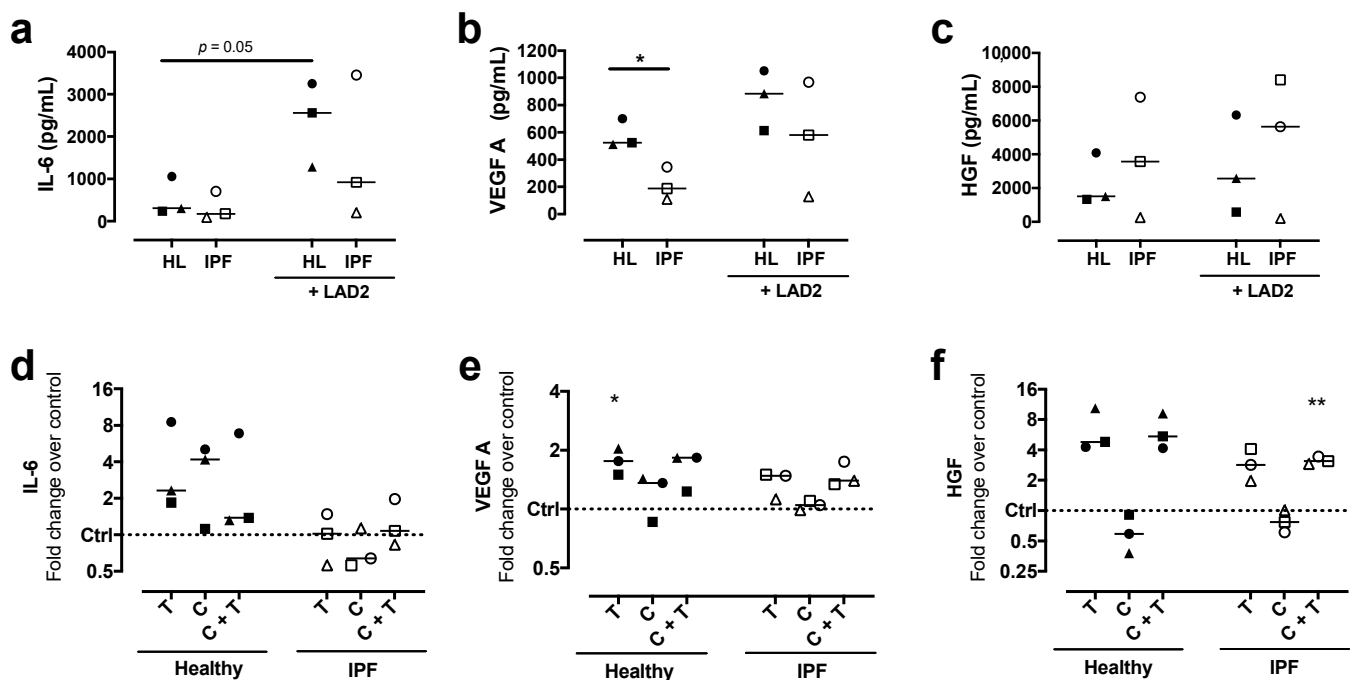 a
IL-6 (pg/mL)
4000
3000
2000
1000
0
p = 0.05
HL IPF HL IPF
+ LAD2
b
VEGF A (pg/mL)
1200
1000
800
600
400
200
0
*
HL IPF HL IPF
+ LAD2
c
HGF (pg/mL)
10,000
8000
6000
4000
2000
0
HL IPF HL IPF
+ LAD2
d
IL-6
Fold change over control
16
8
4
2
Ctrl
0.5
T C C + T T C C + T
Healthy IPF
e
VEGF A
Fold change over control
4
2
Ctrl
0.5
*
T C C + T T C C + T
Healthy IPF
f
HGF
Fold change over control
16
8
4
2
Ctrl
0.5
0.25
**
T C C + T T C C + T
Healthy IPF